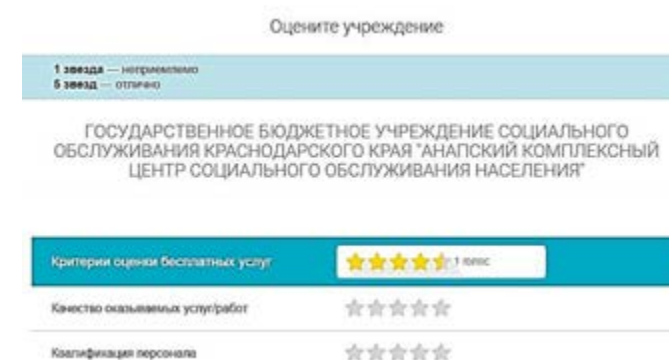 Оцените учреждение
1 звезда — неприемлемо
5 звезд — отлично
ГОСУДАРСТВЕННОЕ БЮДЖЕТНОЕ УЧРЕЖДЕНИЕ СОЦИАЛЬНОГО
ОБСЛУЖИВАНИЯ КРАСНОДАРСКОГО КРАЯ "АНАПСКИЙ КОМПЛЕКСНЫЙ
ЦЕНТР СОЦИАЛЬНОГО ОБСЛУЖИВАНИЯ НАСЕЛЕНИЯ"
Критерии оценки бесплатных услуг 1 голос
Качество оказываемых услуг/работ
Квалификация персонала